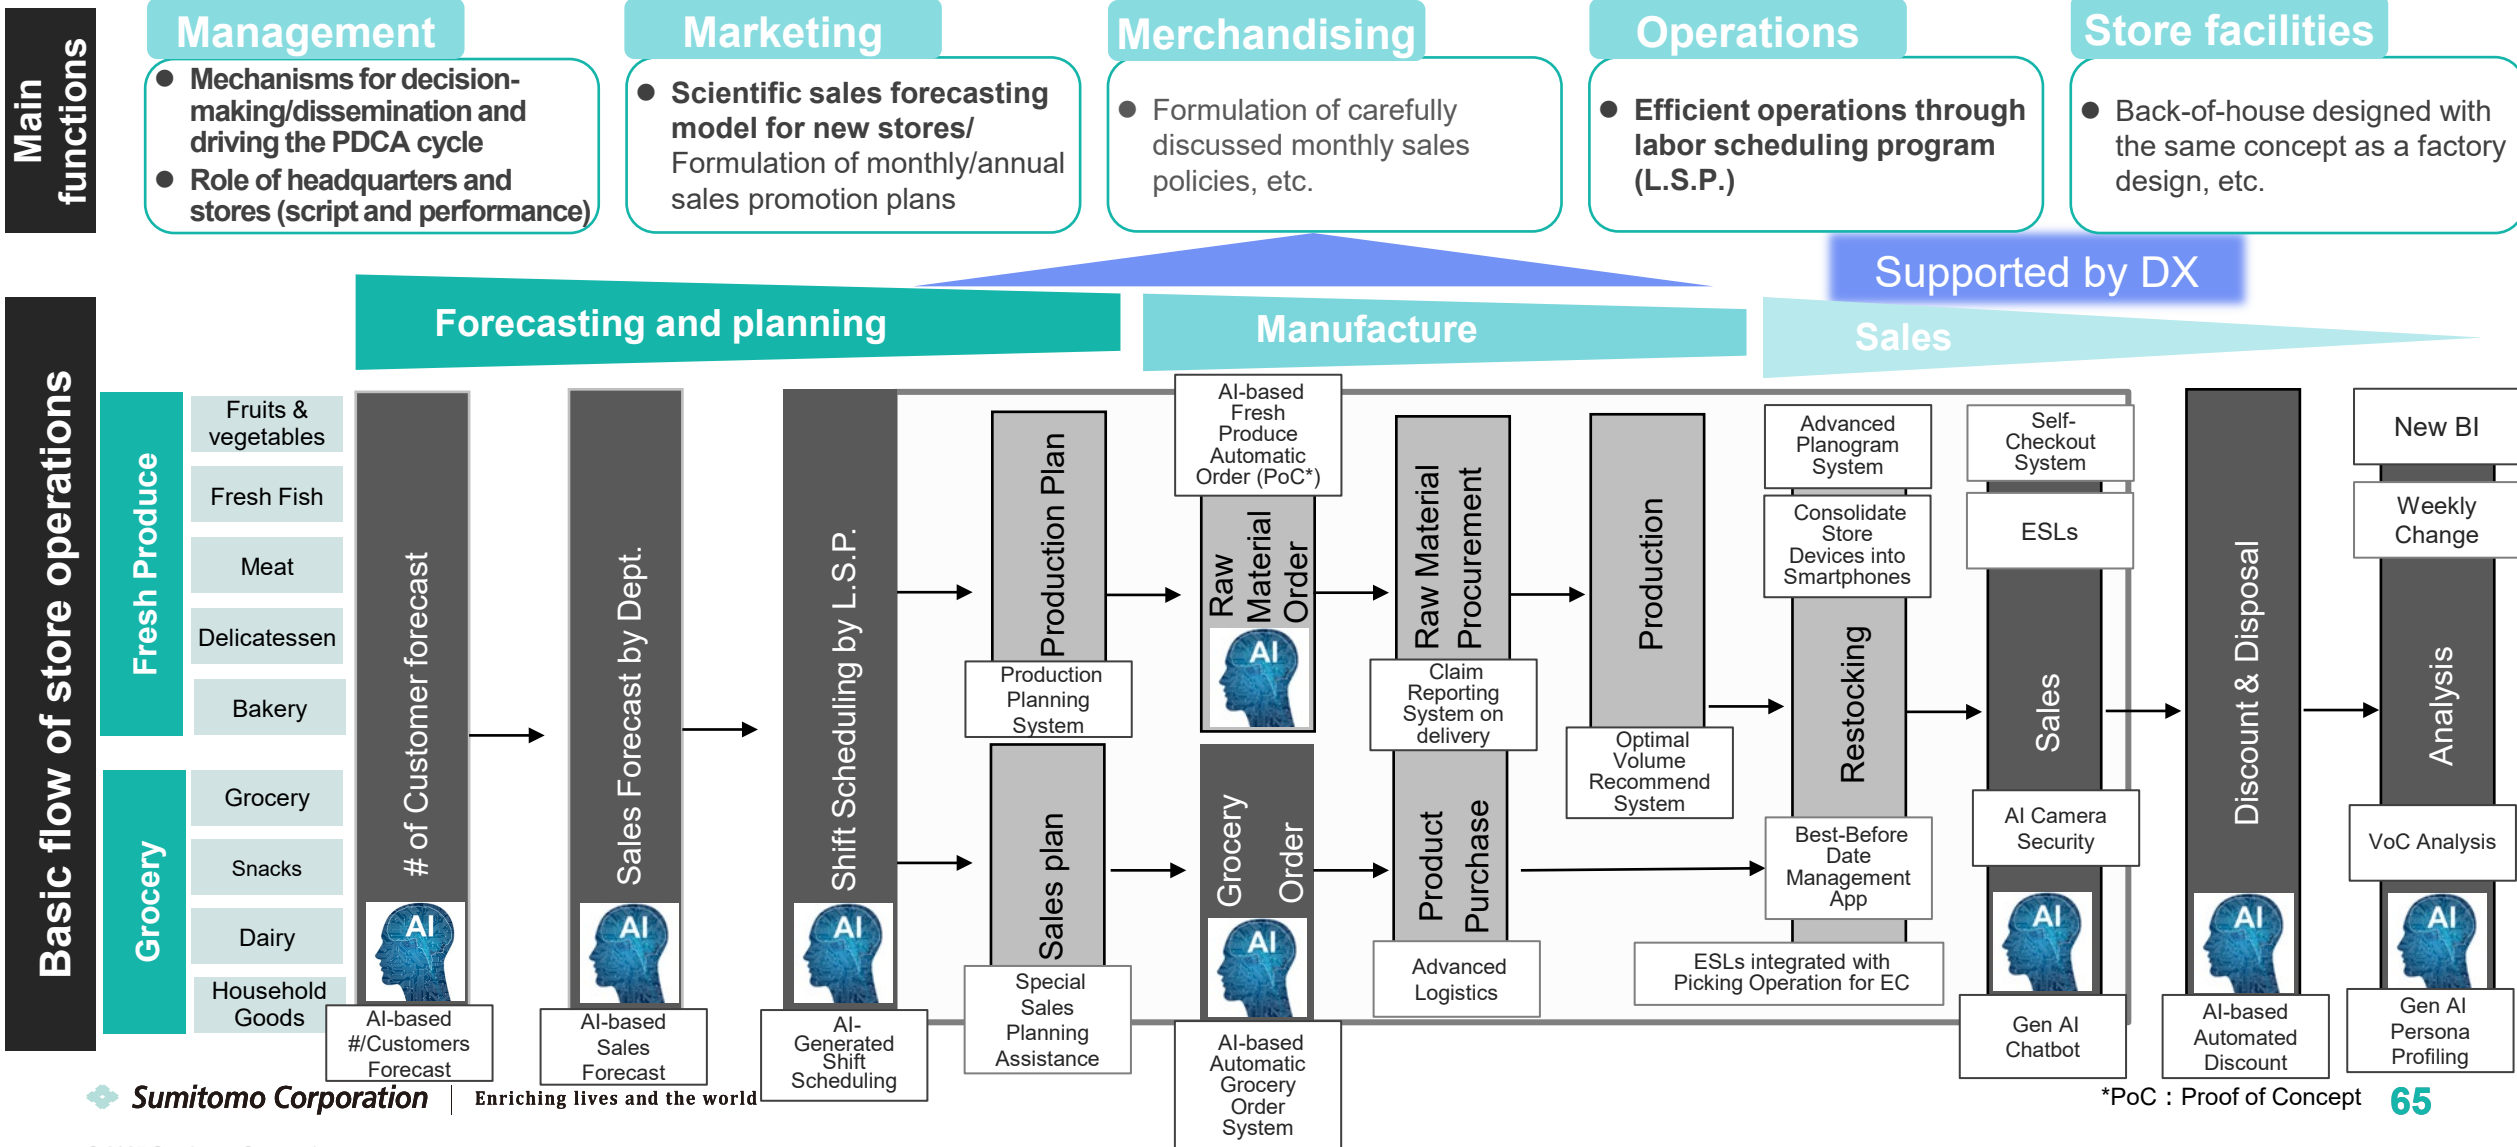 Main
functions
Management
● Mechanisms for decision-
making/dissemination and
driving the PDCA cycle
● Role of headquarters and
stores (script and performance)
Marketing
● Scientific sales forecasting
model for new stores/
Formulation of monthly/annual
sales promotion plans
Merchandising
● Formulation of carefully
discussed monthly sales
policies, etc.
Operations
● Efficient operations through
labor scheduling program
(L.S.P.)
Store facilities
● Back-of-house designed with
the same concept as a factory
design, etc.
Supported by DX
Forecasting and planning
Manufacture
Sales
Basic flow of store operations
Fresh Produce
Fruits &
vegetables
Fresh Fish
Meat
Delicatessen
Bakery
Grocery
Grocery
Snacks
Dairy
Household
Goods
# of Customer forecast
AI
AI-based
#/Customers
Forecast
Sales Forecast by Dept.
AI
AI-based
Sales
Forecast
Shift Scheduling by L.S.P.
AI
AI-
Generated
Shift
Scheduling
Production Plan
Production
Planning
System
Sales plan
Special
Sales
Planning
Assistance
AI-based
Fresh
Produce
Automatic
Order (PoC*)
Raw
Material
Order
AI
Grocery
Order
AI
AI-based
Automatic
Grocery
Order
System
Raw Material
Procurement
Claim
Reporting
System on
delivery
Product
Purchase
Advanced
Logistics
Production
Optimal
Volume
Recommend
System
Advanced
Planogram
System
Consolidate
Store
Devices into
Smartphones
Restocking
Best-Before
Date
Management
App
ESLs integrated with
Picking Operation for EC
Self-
Checkout
System
ESLs
Sales
AI Camera
Security
AI
Gen AI
Chatbot
Discount & Disposal
AI
AI-based
Automated
Discount
New BI
Weekly
Change
Analysis
VoC Analysis
AI
Gen AI
Persona
Profiling
Sumitomo Corporation
Enriching lives and the world
*PoC : Proof of Concept
65